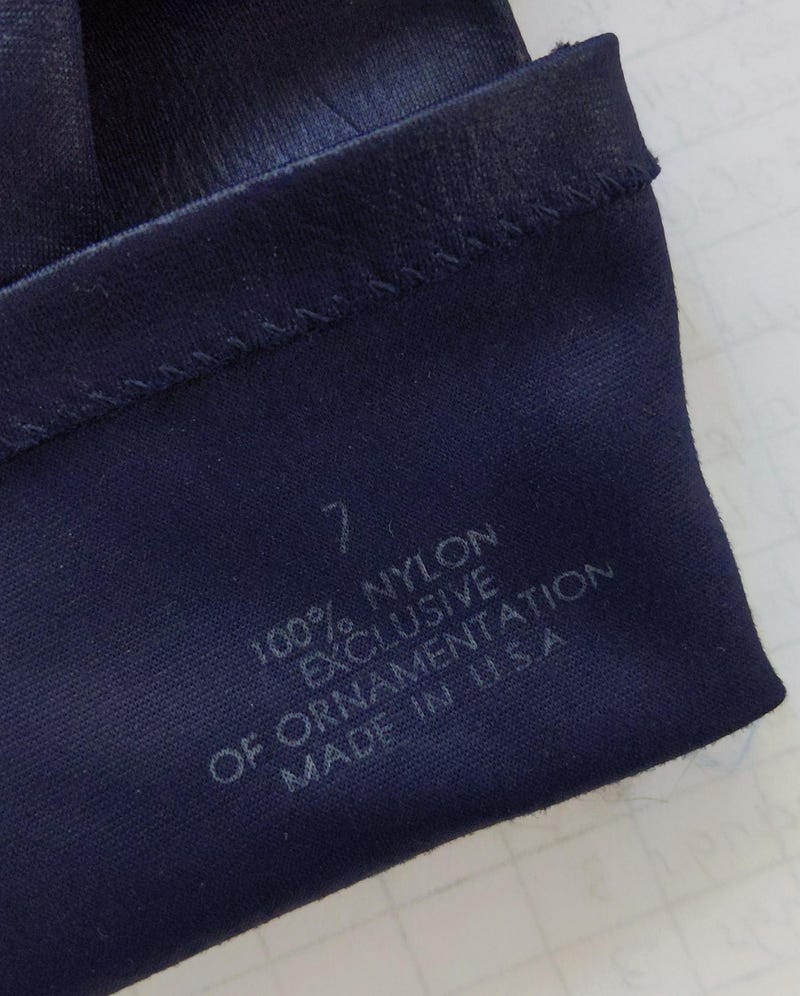 7
100% NYLON
EXCLUSIVE
OF ORNAMENTATION
MADE IN U.S.A